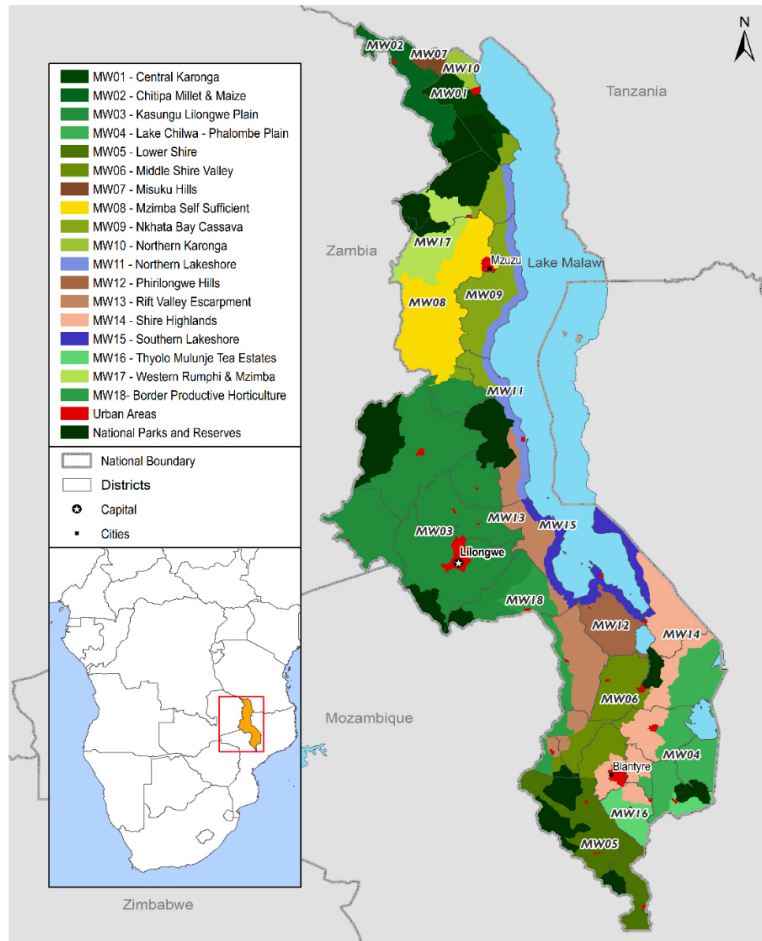 N
MW01 - Central Karonga
MW02 - Chitipa Millet & Maize
MW03 - Kasungu Lilongwe Plain
MW04 - Lake Chilwa - Phalombe Plain
MW05 - Lower Shire
MW06 - Middle Shire Valley
MW07 - Misuku Hills
MW08 - Mzimba Self Sufficient
MW09 - Nkhata Bay Cassava
MW10 - Northern Karonga
MW11 - Northern Lakeshore
MW12 - Phirilongwe Hills
MW13 - Rift Valley Escarpment
MW14 - Shire Highlands
MW15 - Southern Lakeshore
MW16 - Thyolo Mulunje Tea Estates
MW17 - Western Rumphi & Mzimba
MW18- Border Productive Horticulture
Urban Areas
National Parks and Reserves
National Boundary
Districts
Capital
Cities
MW02
MW07
MW10
MW01
Tanzania
Zambia
MW17
Mzuzu
Lake Malawi
MW08
MW09
MW11
MW03
MW13
MW15
Lilongwe
MW18
MW12
MW14
Mozambique
MW06
MW04
Blantyre
MW16
MW05
Zimbabwe